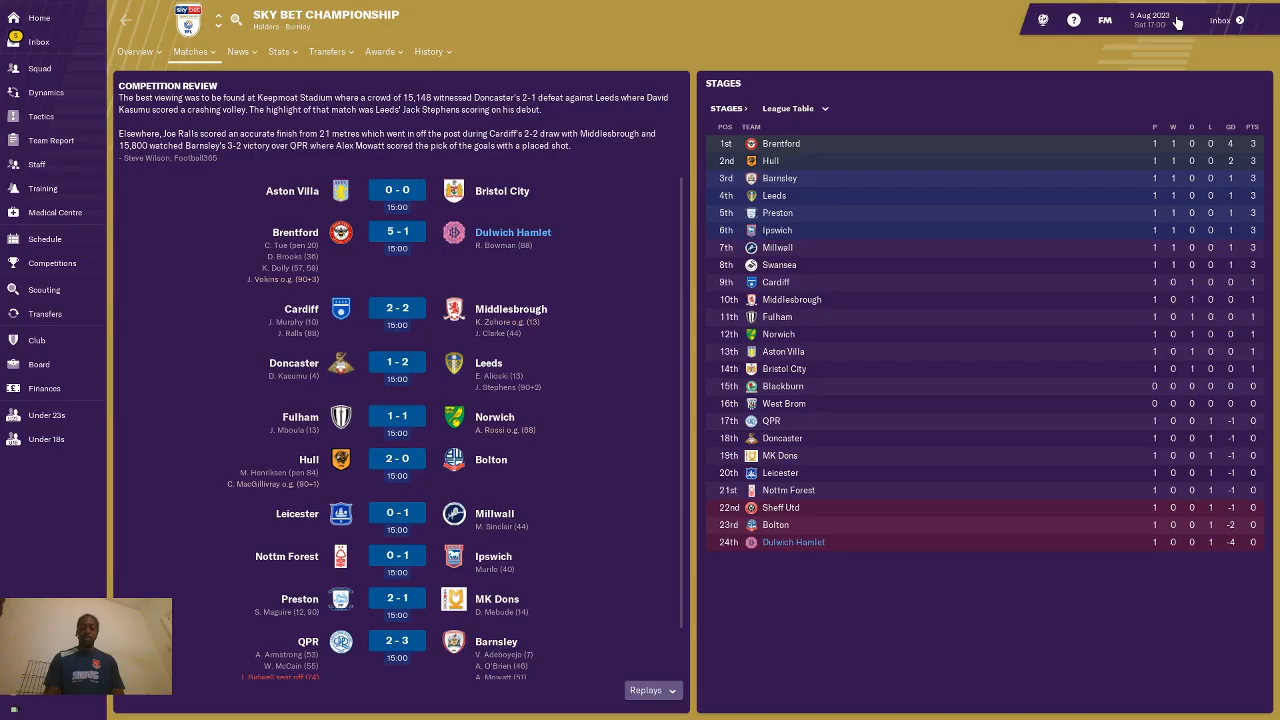 SKY BET CHAMPIONSHIP
Holders - Burnley
5 Aug 2023
Sat 17:00
FM
Inbox
Home
5
Inbox
Squad
Dynamics
Tactics
Team Report
Staff
Training
Medical Centre
Schedule
Competitions
Scouting
Transfers
Club
Board
Finances
Under 23s
Under 18s
Overview
Matches
News
Stats
Transfers
Awards
History
COMPETITION REVIEW
The best viewing was to be found at Keepmoat Stadium where a crowd of 15,148 witnessed Doncaster's 2-1 defeat against Leeds where David
Kasumu scored a crashing volley. The highlight of that match was Leeds' Jack Stephens scoring on his debut.
Elsewhere, Joe Ralls scored an accurate finish from 21 metres which went in off the post during Cardiff's 2-2 draw with Middlesbrough and
15,800 watched Barnsley's 3-2 victory over QPR where Alex Mowatt scored the pick of the goals with a placed shot.
- Steve Wilson, Football365
Aston Villa 0 - 0 Bristol City
15:00
Brentford 5 - 1 Dulwich Hamlet
C. Tue (pen 20) 15:00 R. Bowman (88)
D. Brooks (36)
K. Dolly (57, 59)
J. Vokins o.g. (90+3)
Cardiff 2 - 2 Middlesbrough
J. Murphy (10) 15:00 K. Zohore o.g. (13)
J. Ralls (88) J. Clarke (44)
Doncaster 1 - 2 Leeds
D. Kasumu (4) 15:00 E. Alioski (13)
J. Stephens (90+2)
Fulham 1 - 1 Norwich
J. Mboula (13) 15:00 A. Rossi o.g. (68)
Hull 2 - 0 Bolton
M. Henriksen (pen 84) 15:00
C. MacGillivray o.g. (90+1)
Leicester 0 - 1 Millwall
15:00 M. Sinclair (44)
Nottm Forest 0 - 1 Ipswich
15:00 Murilo (40)
Preston 2 - 1 MK Dons
S. Maguire (12, 90) 15:00 D. Mebude (14)
QPR 2 - 3 Barnsley
A. Armstrong (53) 15:00 V. Adeboyejo (7)
W. McCain (55) A. O'Brien (46)
J. Bidwell sent off (74) A. Mowatt (51)
Replays
STAGES
STAGES > League Table
POS TEAM P W D L GD PTS
1st Brentford 1 1 0 0 4 3
2nd Hull 1 1 0 0 2 3
3rd Barnsley 1 1 0 0 1 3
4th Leeds 1 1 0 0 1 3
5th Preston 1 1 0 0 1 3
6th Ipswich 1 1 0 0 1 3
7th Millwall 1 1 0 0 1 3
8th Swansea 1 1 0 0 1 3
9th Cardiff 1 0 1 0 0 1
10th Middlesbrough 1 0 1 0 0 1
11th Fulham 1 0 1 0 0 1
12th Norwich 1 0 1 0 0 1
13th Aston Villa 1 0 1 0 0 1
14th Bristol City 1 0 1 0 0 1
15th Blackburn 0 0 0 0 0 0
16th West Brom 0 0 0 0 0 0
17th QPR 1 0 0 1 -1 0
18th Doncaster 1 0 0 1 -1 0
19th MK Dons 1 0 0 1 -1 0
20th Leicester 1 0 0 1 -1 0
21st Nottm Forest 1 0 0 1 -1 0
22nd Sheff Utd 1 0 0 1 -1 0
23rd Bolton 1 0 0 1 -2 0
24th Dulwich Hamlet 1 0 0 1 -4 0